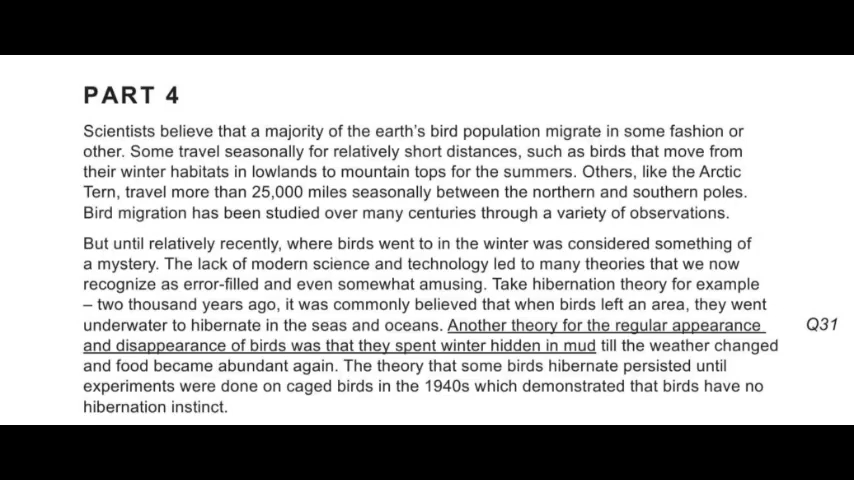 PART 4
Scientists believe that a majority of the earth's bird population migrate in some fashion or
other. Some travel seasonally for relatively short distances, such as birds that move from
their winter habitats in lowlands to mountain tops for the summers. Others, like the Arctic
Tern, travel more than 25,000 miles seasonally between the northern and southern poles.
Bird migration has been studied over many centuries through a variety of observations.
But until relatively recently, where birds went to in the winter was considered something of
a mystery. The lack of modern science and technology led to many theories that we now
recognize as error-filled and even somewhat amusing. Take hibernation theory for example
– two thousand years ago, it was commonly believed that when birds left an area, they went
underwater to hibernate in the seas and oceans. Another theory for the regular appearance
Q31
and disappearance of birds was that they spent winter hidden in mud till the weather changed
and food became abundant again. The theory that some birds hibernate persisted until
experiments were done on caged birds in the 1940s which demonstrated that birds have no
hibernation instinct.